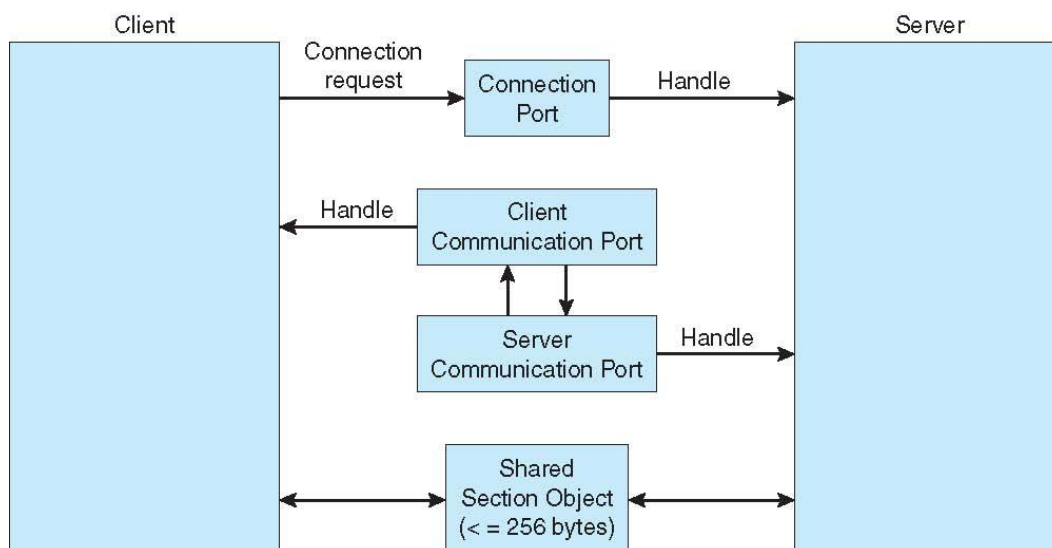 Client
Server
Connection
request
Connection
Port
Handle
Handle
Client
Communication Port
Server
Communication Port
Handle
Shared
Section Object
(< = 256 bytes)